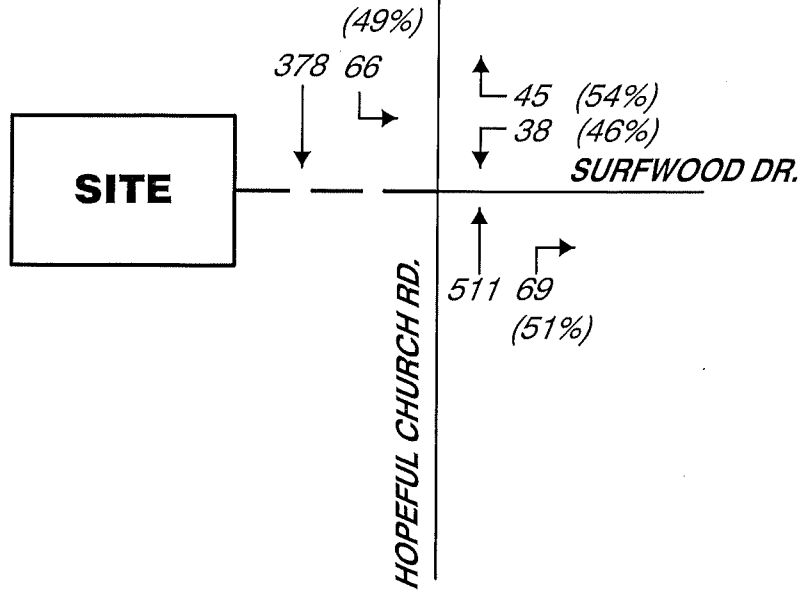 (49%)
378 66
45 (54%)
38 (46%)
SURFWOOD DR.
SITE
511 69
(51%)
HOPEFUL CHURCH RD.